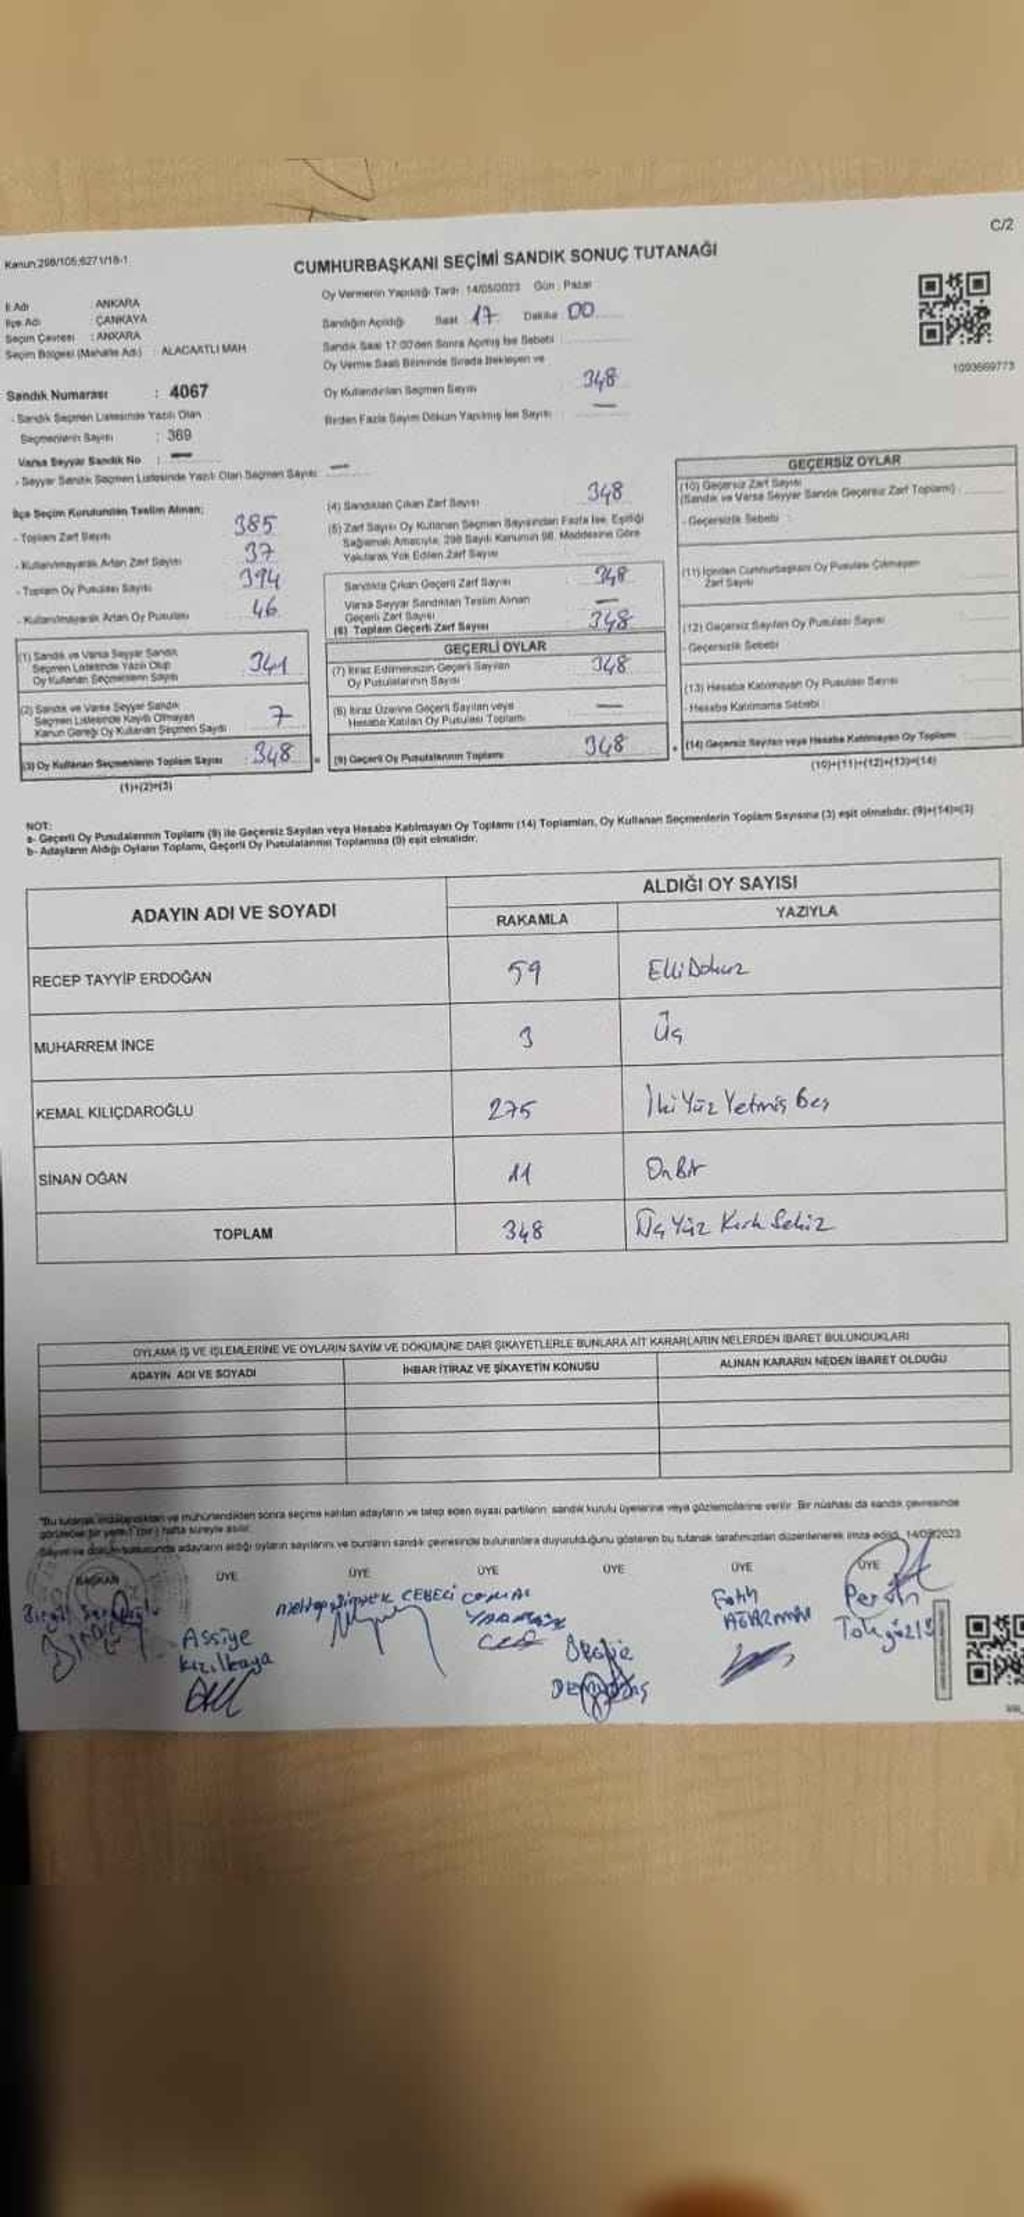 C/2
Kanun:298/105;6271/18-1
CUMHURBAŞKANI SEÇİMİ SANDIK SONUÇ TUTANAĞI
İl Adı : ANKARA
İlçe Adı : ÇANKAYA
Seçim Çevresi : ANKARA
Seçim Bölgesi (Mahalle Adı) : ALACAATLI MAH
Sandık Numarası : 4067
- Sandık Seçmen Listesinde Yazılı Olan
Seçmenlerin Sayısı : 369
Varsa Seyyar Sandık No : —
- Seyyar Sandık Seçmen Listesinde Yazılı Olan Seçmen Sayısı —
Oy Vermenin Yapıldığı Tarih 14/05/2023 Gün : Pazar
Sandığın Açıldığı Saat 17 Dakika 00
Sandık Saat 17:00'den Sonra Açılmış İse Sebebi :
Oy Verme Saati Bitiminde Sırada Bekleyen ve
Oy Kullandırılan Seçmen Sayısı 348
Birden Fazla Sayım Döküm Yapılmış İse Sayısı —
1093669773
İlçe Seçim Kurulundan Teslim Alınan;
- Toplam Zarf Sayısı 385
- Kullanılmayarak Artan Zarf Sayısı 37
- Toplam Oy Pusulası Sayısı 394
- Kullanılmayarak Artan Oy Pusulası 46
(1) Sandık ve Varsa Seyyar Sandık
Seçmen Listesinde Yazılı Olup
Oy Kullanan Seçmenlerin Sayısı 341
(2) Sandık ve Varsa Seyyar Sandık
Seçmen Listesinde Kayıtlı Olmayan
Kanun Gereği Oy Kullanan Seçmen Sayısı 7
(3) Oy Kullanan Seçmenlerin Toplam Sayısı 348
(1)+(2)=(3)
(4) Sandıktan Çıkan Zarf Sayısı 348
(5) Zarf Sayısı Oy Kullanan Seçmen Sayısından Fazla İse, Eşitliği
Sağlamak Amacıyla, 298 Sayılı Kanunun 98. Maddesine Göre
Yakılarak Yok Edilen Zarf Sayısı
Sandıkta Çıkan Geçerli Zarf Sayısı 348
Varsa Seyyar Sandıktan Teslim Alınan
Geçerli Zarf Sayısı —
(6) Toplam Geçerli Zarf Sayısı 348
GEÇERLİ OYLAR
(7) İtiraz Edilmeksizin Geçerli Sayılan
Oy Pusulalarının Sayısı 348
(8) İtiraz Üzerine Geçerli Sayılan veya
Hesaba Katılan Oy Pusulası Toplamı —
(9) Geçerli Oy Pusulalarının Toplamı 348
GEÇERSİZ OYLAR
(10) Geçersiz Zarf Sayısı
(Sandık ve Varsa Seyyar Sandık Geçersiz Zarf Toplamı)
- Geçersizlik Sebebi :
(11) İçinden Cumhurbaşkanı Oy Pusulası Çıkmayan
Zarf Sayısı
(12) Geçersiz Sayılan Oy Pusulası Sayısı
- Geçersizlik Sebebi
(13) Hesaba Katılmayan Oy Pusulası Sayısı
- Hesaba Katılmama Sebebi
(14) Geçersiz Sayılan veya Hesaba Katılmayan Oy Toplamı
(10)+(11)+(12)+(13)=(14)
NOT:
a- Geçerli Oy Pusulalarının Toplamı (9) ile Geçersiz Sayılan veya Hesaba Katılmayan Oy Toplamı (14) Toplamları, Oy Kullanan Seçmenlerin Toplam Sayısına (3) eşit olmalıdır. (9)+(14)=(3)
b- Adayların Aldığı Oyların Toplamı, Geçerli Oy Pusulalarının Toplamına (9) eşit olmalıdır.
ADAYIN ADI VE SOYADI
ALDIĞI OY SAYISI
RAKAMLA YAZIYLA
RECEP TAYYİP ERDOĞAN 59 Elli Dokuz
MUHARREM İNCE 3 Üç
KEMAL KILIÇDAROĞLU 275 İki Yüz Yetmiş Beş
SİNAN OĞAN 11 On Bir
TOPLAM 348 Üç Yüz Kırk Sekiz
OYLAMA İŞ VE İŞLEMLERİNE VE OYLARIN SAYIM VE DÖKÜMÜNE DAİR ŞİKAYETLERLE BUNLARA AİT KARARLARIN NELERDEN İBARET BULUNDUKLARI
ADAYIN ADI VE SOYADI İHBAR İTİRAZ VE ŞİKAYETİN KONUSU ALINAN KARARIN NEDEN İBARET OLDUĞU
"Bu tutanak imzalandıktan ve mühürlendikten sonra seçime katılan adayların ve talep eden siyasi partilerin sandık kurulu üyelerine veya gözlemcilerine verilir. Bir nüshası da sandık çevresinde
görülebilir bir yere 1 (bir) hafta süreyle asılır.
Sayım ve döküm sonucunda adayların aldığı oyların sayılarını ve bunların sandık çevresinde bulunanlara duyurulduğunu gösteren bu tutanak tarafımızdan düzenlenerek imza edildi. 14/05/2023
BAŞKAN ÜYE ÜYE ÜYE ÜYE ÜYE ÜYE
Assiye
Kızılkaya
CEBECİ
Fatih
Tokgözlü